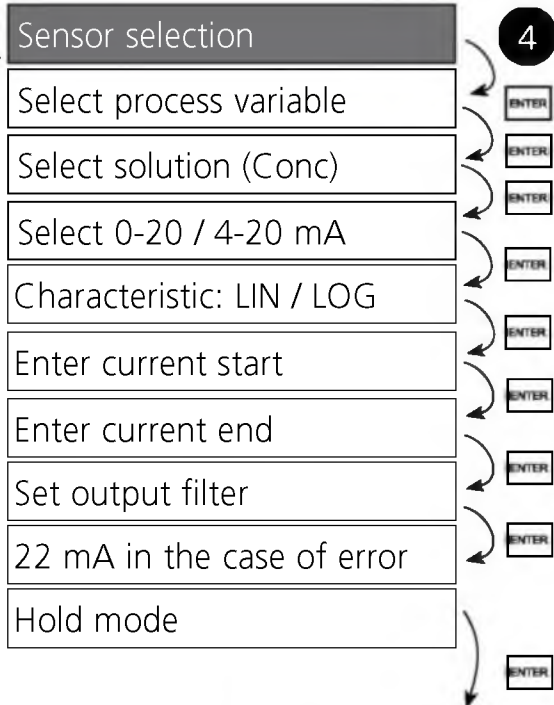 Sensor selection
4
Select process variable
ENTER
Select solution (Conc)
ENTER
ENTER
Select 0-20 / 4-20 mA
ENTER
Characteristic: LIN / LOG
ENTER
Enter current start
ENTER
Enter current end
ENTER
Set output filter
ENTER
22 mA in the case of error
Hold mode
ENTER